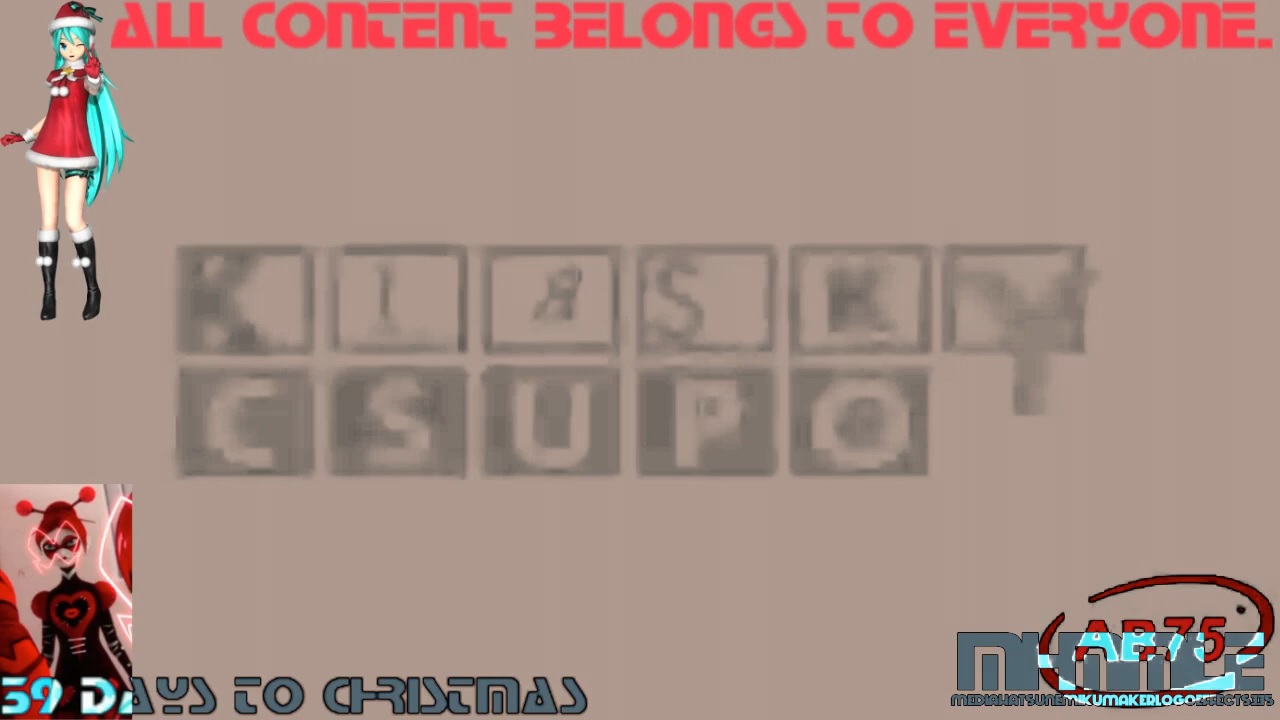 ALL CONTENT BELONGS TO EVERYONE.
KLASKY
CSUPO
AB75
59 DAYS TO CHRISTMAS